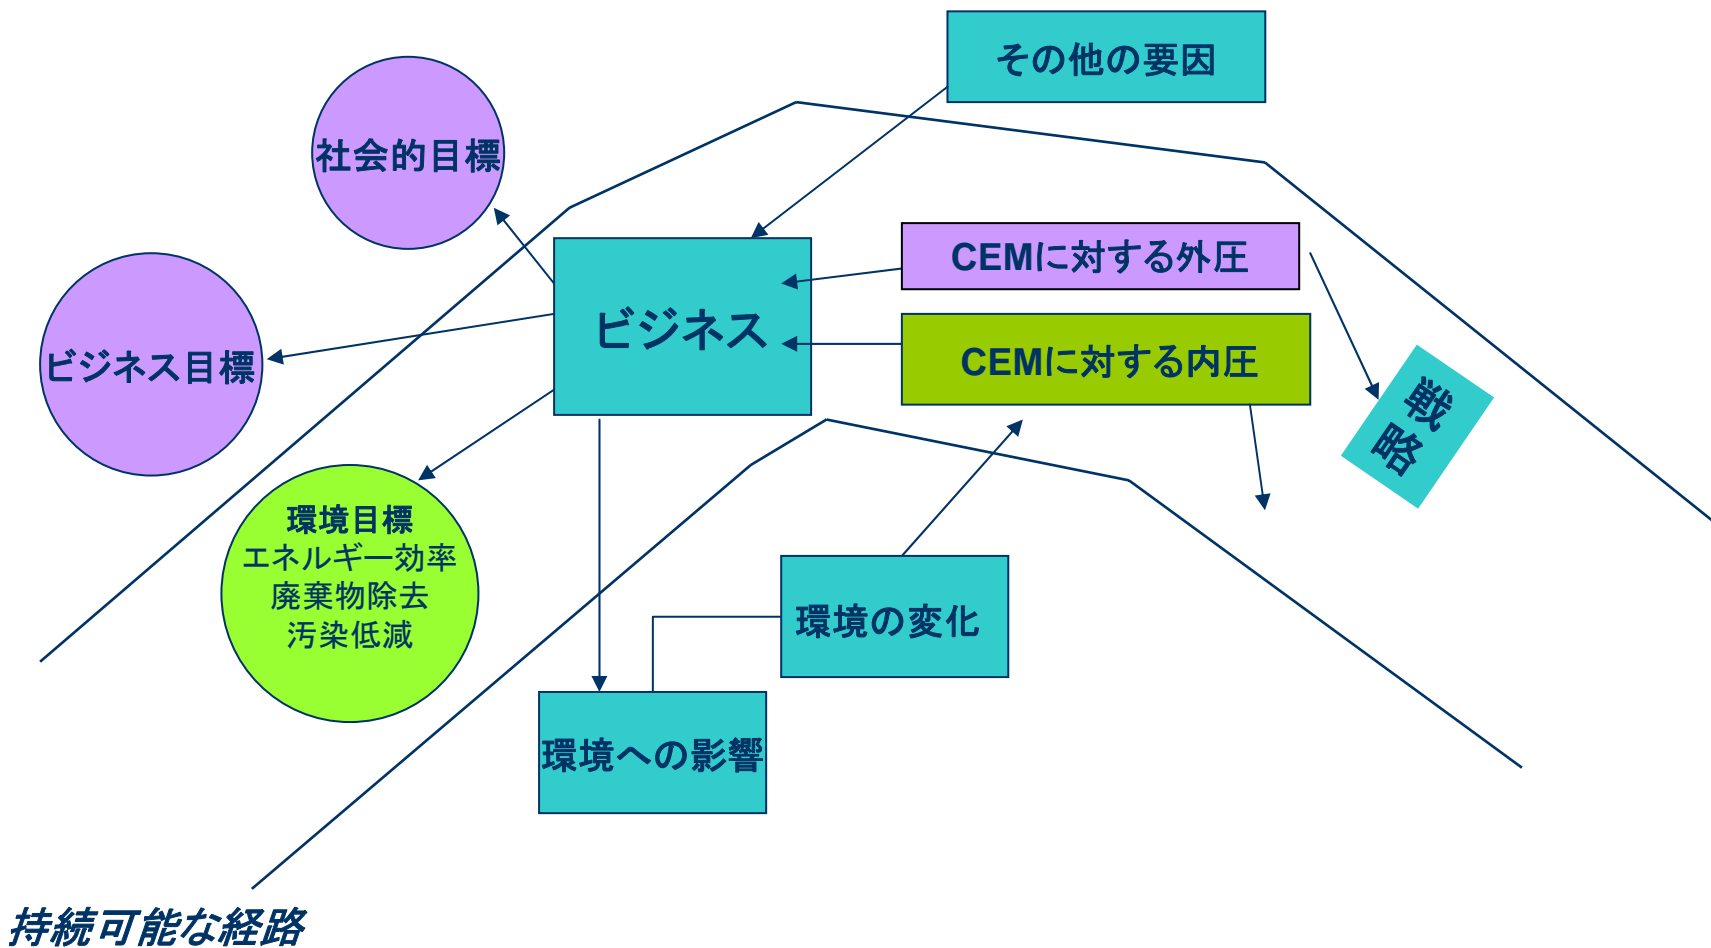 その他の要因
社会的目標
CEMに対する外圧
ビジネス
CEMに対する内圧
ビジネス目標
戦
略
環境目標
エネルギー効率
廃棄物除去
汚染低減
環境の変化
環境への影響
持続可能な経路